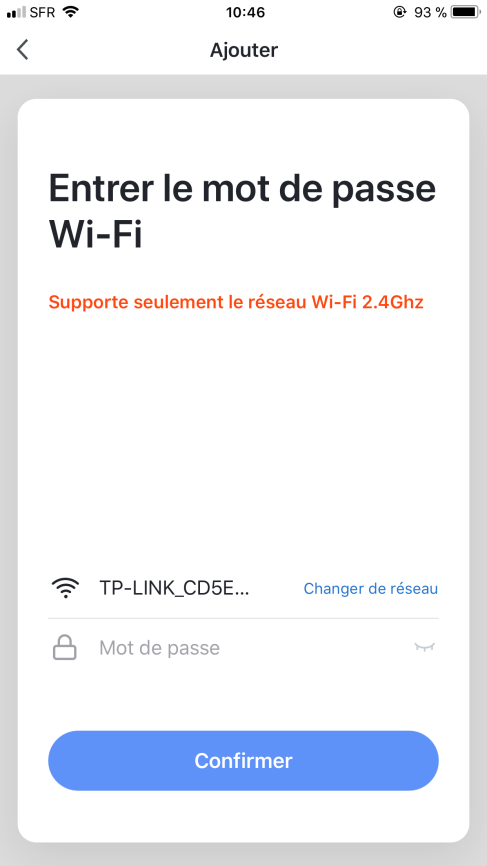 SFR 10:46 93 %
Ajouter
Entrer le mot de passe
Wi-Fi
Supporte seulement le réseau Wi-Fi 2.4Ghz
TP-LINK_CD5E... Changer de réseau
Mot de passe
Confirmer